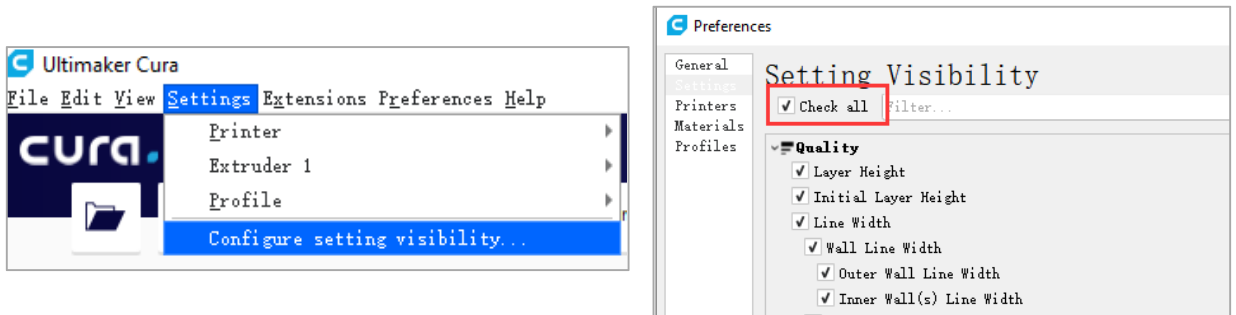 Ultimaker Cura
File Edit View Settings Extensions Preferences Help
cura.
Printer
Extruder 1
Profile
Configure setting visibility...
Preferences
General
Settings
Printers
Materials
Profiles
Setting Visibility
Check all
Filter...
Quality
Layer Height
Initial Layer Height
Line Width
Wall Line Width
Outer Wall Line Width
Inner Wall(s) Line Width